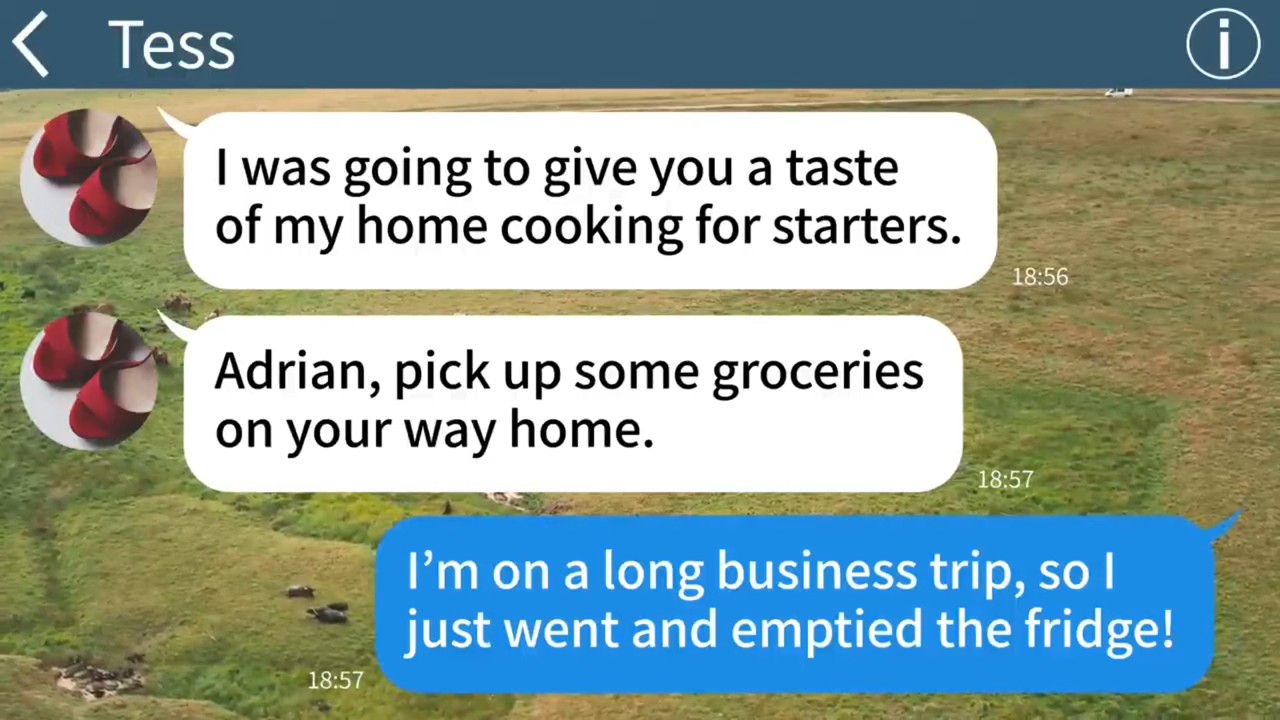 Tess
I was going to give you a taste
of my home cooking for starters.
18:56
Adrian, pick up some groceries
on your way home.
18:57
I’m on a long business trip, so I
just went and emptied the fridge!
18:57